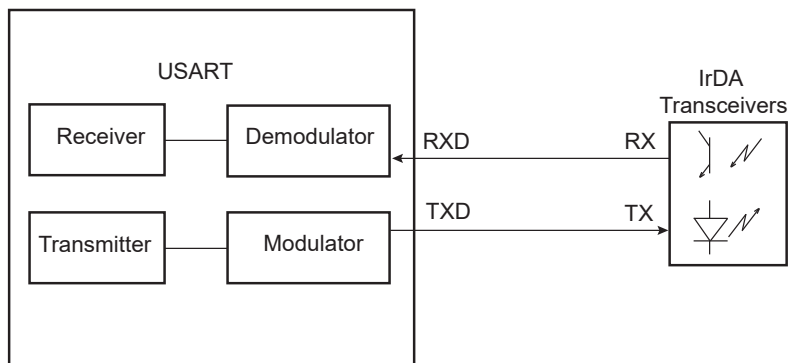 USART
IrDA
Transceivers
Receiver
Demodulator
RXD
RX
Transmitter
Modulator
TXD
TX